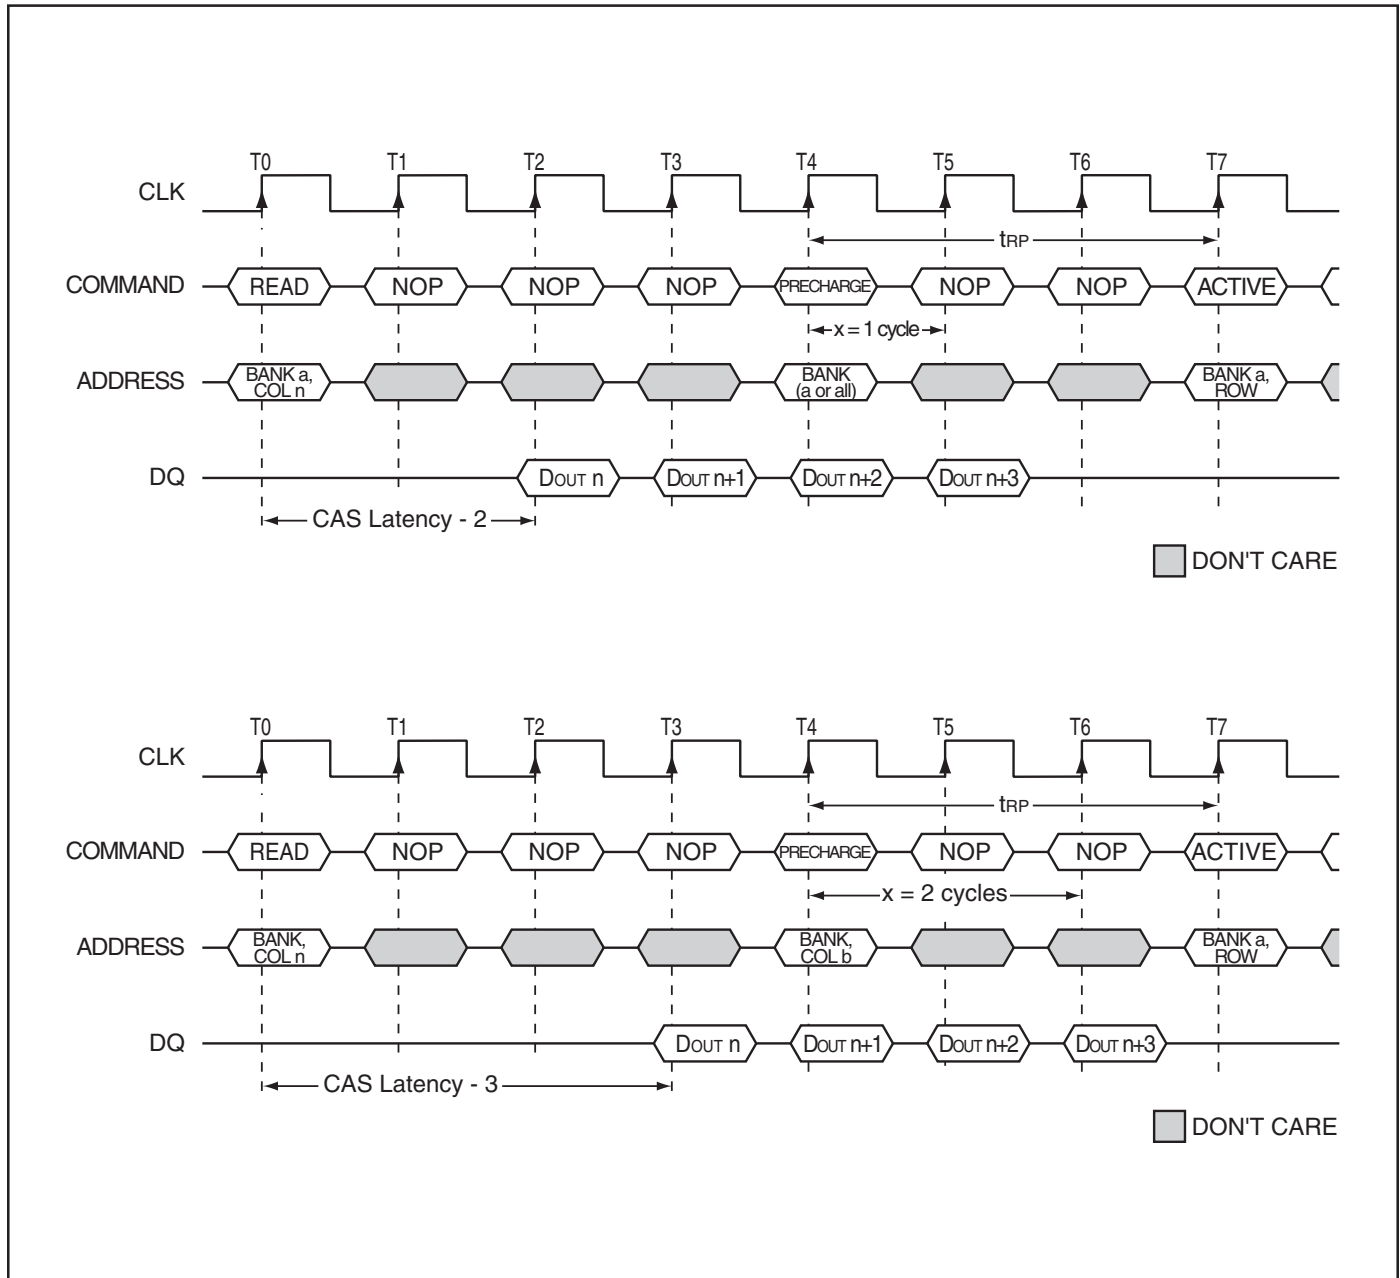 T0 T1 T2 T3 T4 T5 T6 T7
CLK
tRP
COMMAND READ NOP NOP NOP PRECHARGE NOP NOP ACTIVE
x = 1 cycle
ADDRESS BANK a, COL n BANK (a or all) BANK a, ROW
DQ DOUT n DOUT n+1 DOUT n+2 DOUT n+3
CAS Latency - 2
DON'T CARE
T0 T1 T2 T3 T4 T5 T6 T7
CLK
tRP
COMMAND READ NOP NOP NOP PRECHARGE NOP NOP ACTIVE
x = 2 cycles
ADDRESS BANK, COL n BANK, COL b BANK a, ROW
DQ DOUT n DOUT n+1 DOUT n+2 DOUT n+3
CAS Latency - 3
DON'T CARE